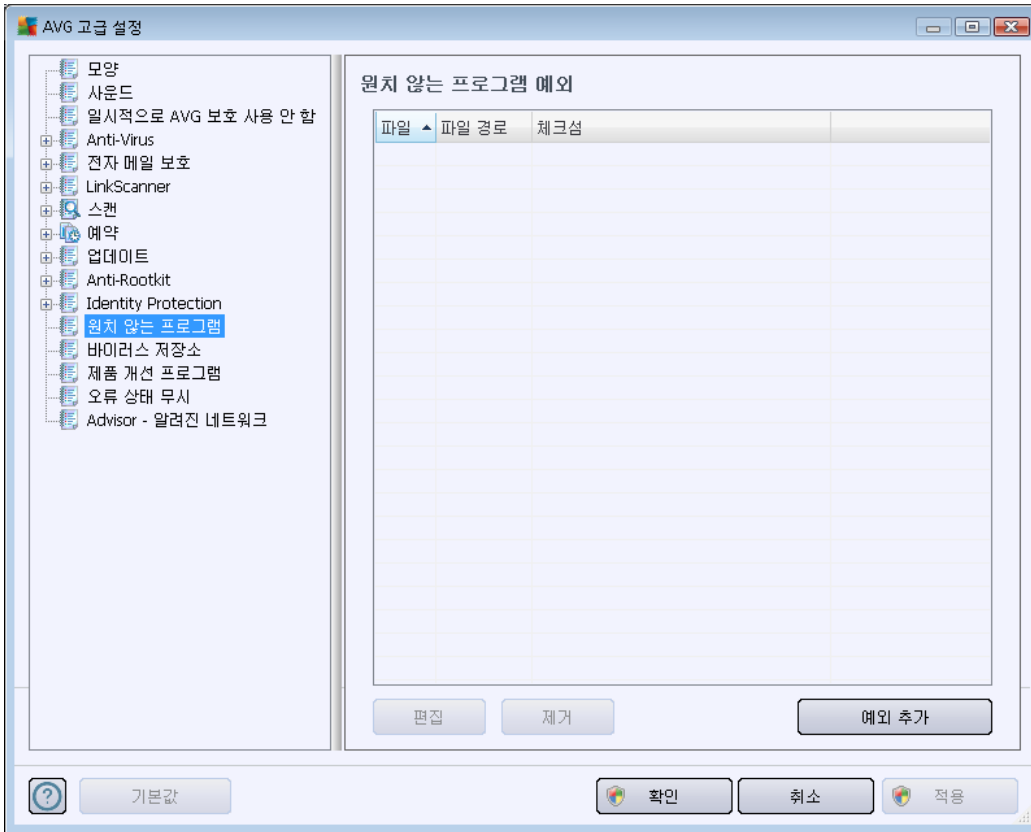 AVG 고급 설정
모양
사운드
일시적으로 AVG 보호 사용 안 함
Anti-Virus
전자 메일 보호
LinkScanner
스캔
예약
업데이트
Anti-Rootkit
Identity Protection
원치 않는 프로그램
바이러스 저장소
제품 개선 프로그램
오류 상태 무시
Advisor - 알려진 네트워크
원치 않는 프로그램 예외
파일 파일 경로 체크섬
편집 제거 예외 추가
기본값 확인 취소 적용